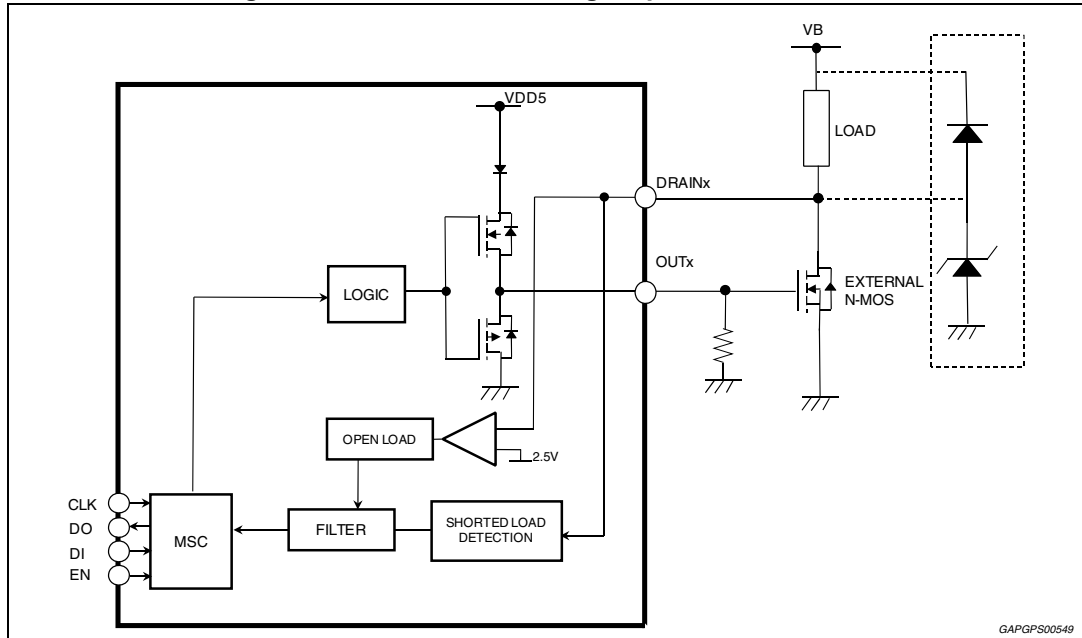 VB
VDD5
LOAD
DRAINx
OUTx
EXTERNAL
N-MOS
LOGIC
OPEN LOAD
2.5V
CLK
DO
DI
EN
MSC
FILTER
SHORTED LOAD
DETECTION
GAPGPS00549